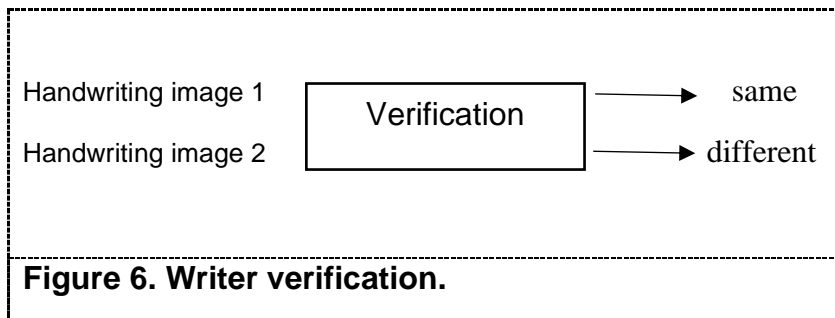 Handwriting image 1
Verification
same
Handwriting image 2
different
Figure 6. Writer verification.